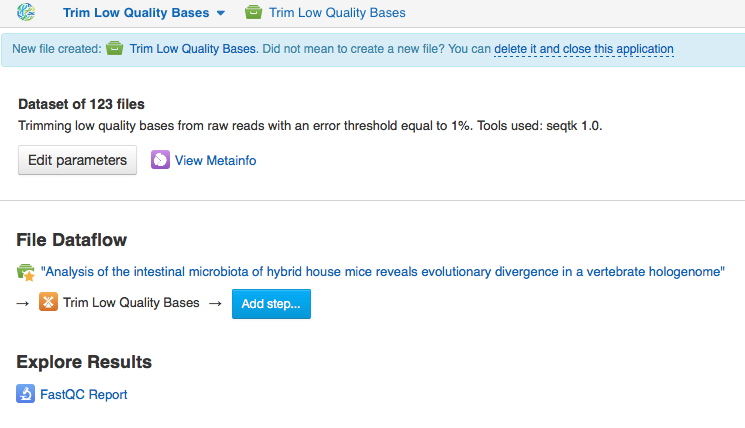 Trim Low Quality Bases Trim Low Quality Bases
New file created: Trim Low Quality Bases. Did not mean to create a new file? You can delete it and close this application
Dataset of 123 files
Trimming low quality bases from raw reads with an error threshold equal to 1%. Tools used: seqtk 1.0.
Edit parameters View Metainfo
File Dataflow
"Analysis of the intestinal microbiota of hybrid house mice reveals evolutionary divergence in a vertebrate hologenome"
→ Trim Low Quality Bases → Add step...
Explore Results
FastQC Report